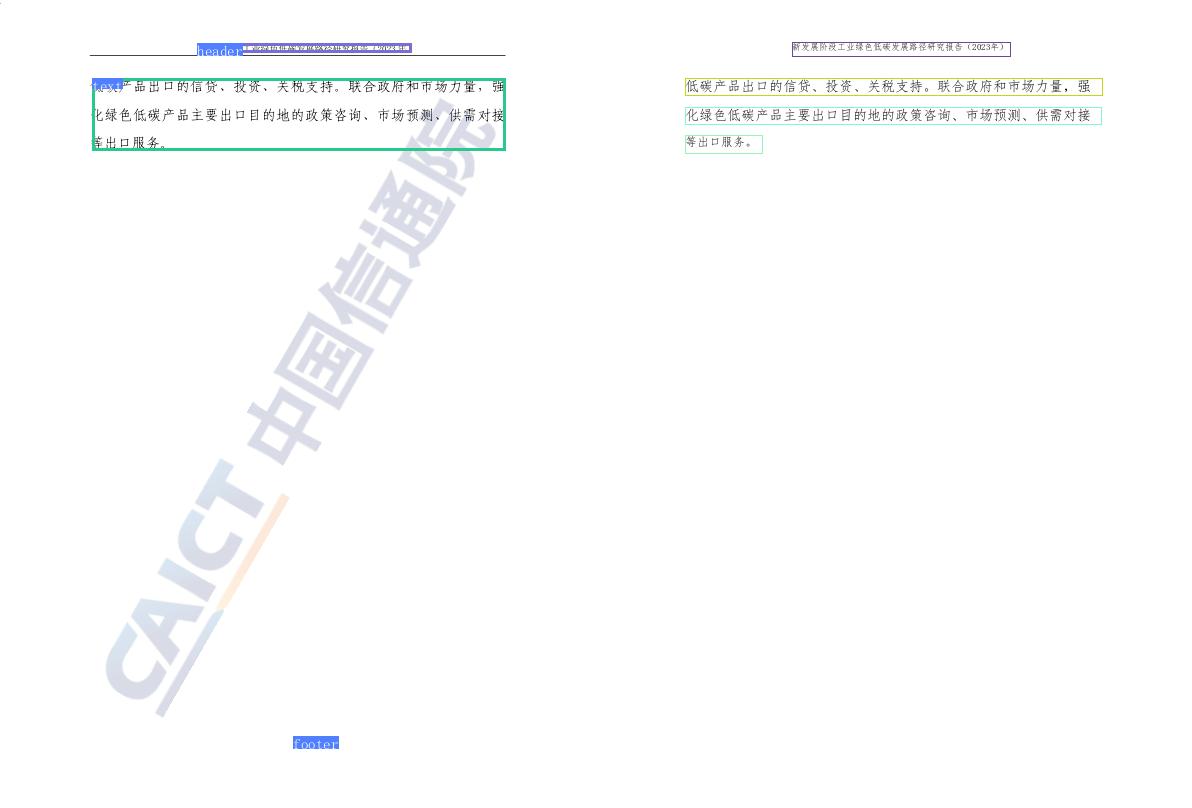 header
text产品出口的信贷、投资、关税支持。联合政府和市场力量，强
化绿色低碳产品主要出口目的地的政策咨询、市场预测、供需对接
等出口服务。
CAICT 中国信通院
footer
新发展阶段工业绿色低碳发展路径研究报告（2023年）
低碳产品出口的信贷、投资、关税支持。联合政府和市场力量，强
化绿色低碳产品主要出口目的地的政策咨询、市场预测、供需对接
等出口服务。